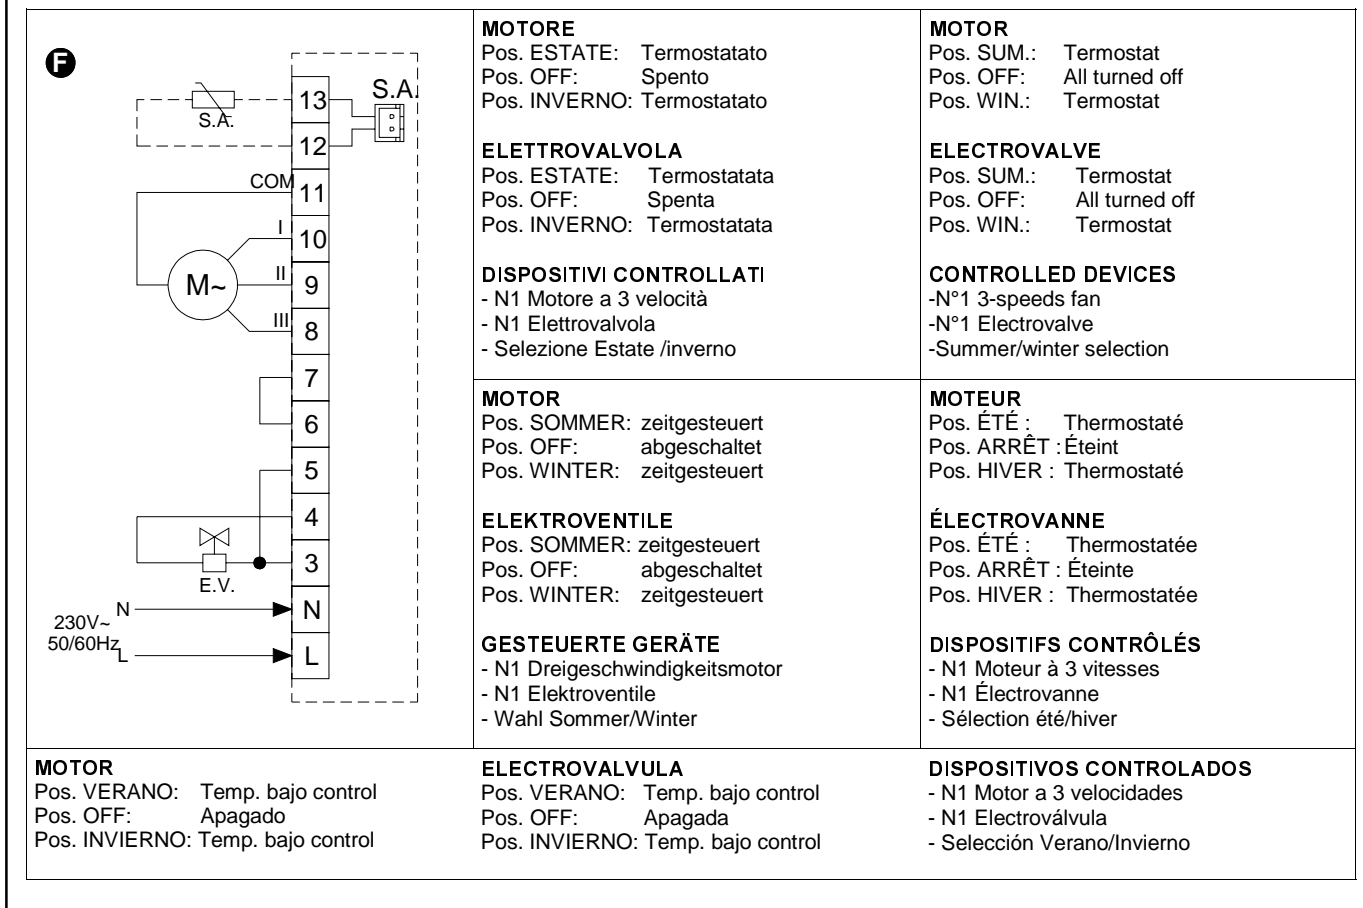 F
S.A.
13
S.A.
12
COM
11
I
10
M~
II
9
III
8
7
6
5
4
3
E.V.
N
N
230V~
50/60Hz
L
L
MOTORE
Pos. ESTATE: Termostatato
Pos. OFF: Spento
Pos. INVERNO: Termostatato
ELETTROVALVOLA
Pos. ESTATE: Termostatata
Pos. OFF: Spenta
Pos. INVERNO: Termostatata
DISPOSITIVI CONTROLLATI
- N1 Motore a 3 velocità
- N1 Elettrovalvola
- Selezione Estate /inverno
MOTOR
Pos. SUM.: Termostat
Pos. OFF: All turned off
Pos. WIN.: Termostat
ELECTROVALVE
Pos. SUM.: Termostat
Pos. OFF: All turned off
Pos. WIN.: Termostat
CONTROLLED DEVICES
-N°1 3-speeds fan
-N°1 Electrovalve
-Summer/winter selection
MOTOR
Pos. SOMMER: zeitgesteuert
Pos. OFF: abgeschaltet
Pos. WINTER: zeitgesteuert
ELEKTROVENTILE
Pos. SOMMER: zeitgesteuert
Pos. OFF: abgeschaltet
Pos. WINTER: zeitgesteuert
GESTEUERTE GERÄTE
- N1 Dreigeschwindigkeitsmotor
- N1 Elektroventile
- Wahl Sommer/Winter
MOTEUR
Pos. ÉTÉ : Thermostaté
Pos. ARRÊT : Éteint
Pos. HIVER : Thermostaté
ÉLECTROVANNE
Pos. ÉTÉ : Thermostatée
Pos. ARRÊT : Éteinte
Pos. HIVER : Thermostatée
DISPOSITIFS CONTRÔLÉS
- N1 Moteur à 3 vitesses
- N1 Électrovanne
- Sélection été/hiver
MOTOR
Pos. VERANO: Temp. bajo control
Pos. OFF: Apagado
Pos. INVIERNO: Temp. bajo control
ELECTROVALVULA
Pos. VERANO: Temp. bajo control
Pos. OFF: Apagada
Pos. INVIERNO: Temp. bajo control
DISPOSITIVOS CONTROLADOS
- N1 Motor a 3 velocidades
- N1 Electroválvula
- Selección Verano/Invierno